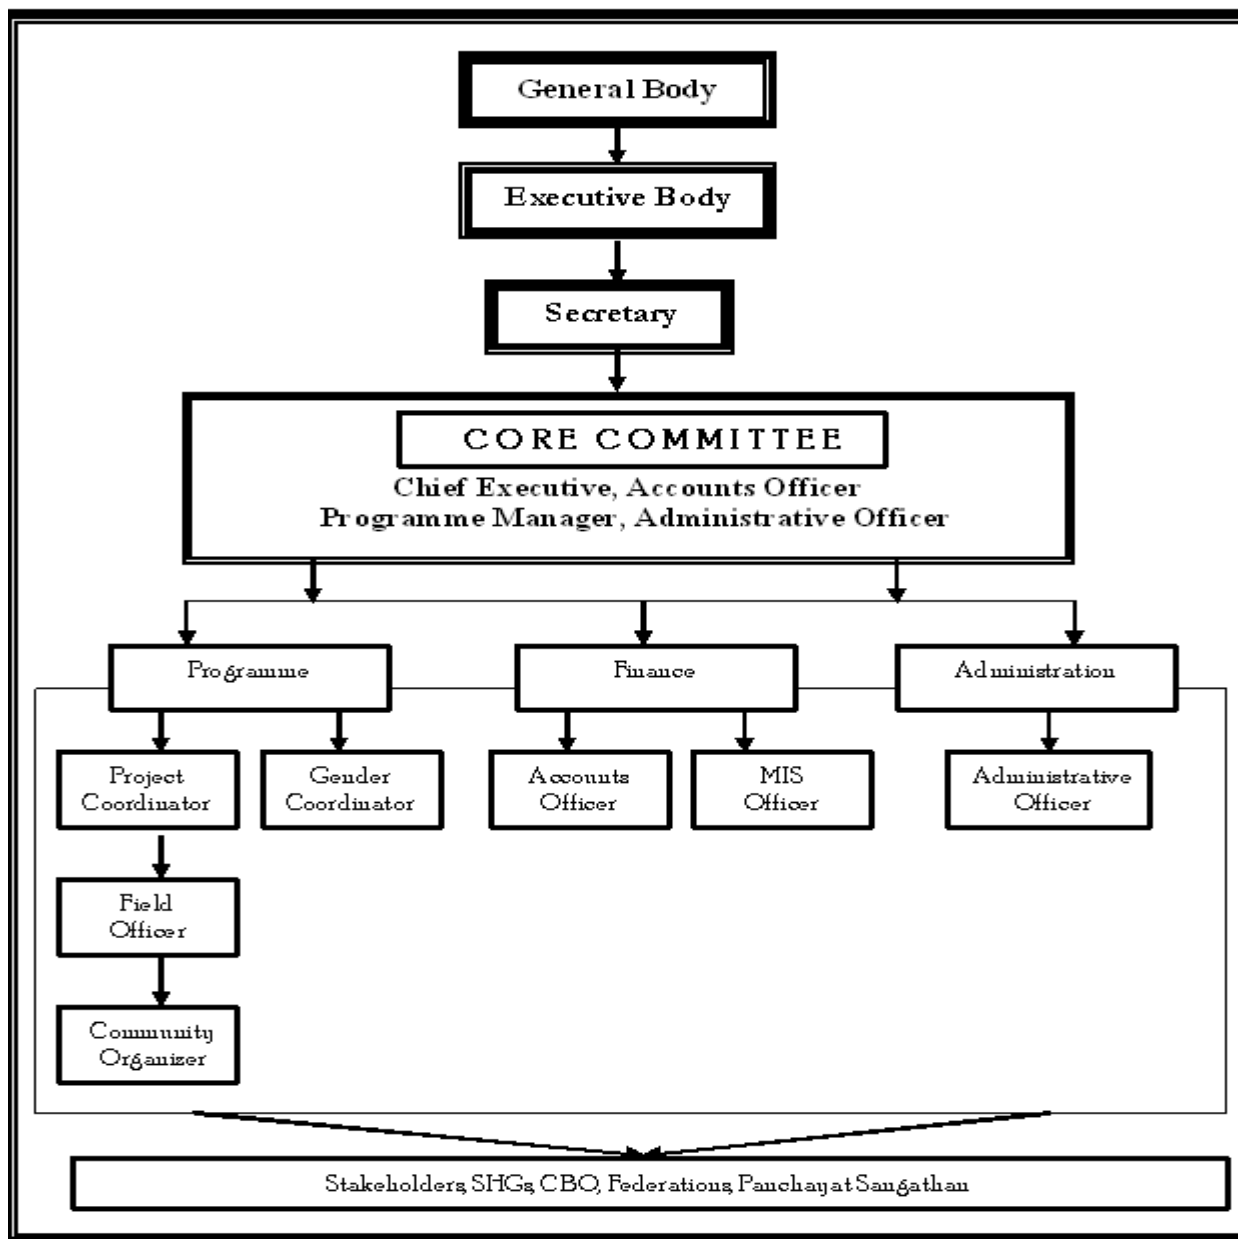 General Body
Executive Body
Secretary
CORE COMMITTEE
Chief Executive, Accounts Officer
Programme Manager, Administrative Officer
Programme
Finance
Administration
Project
Coordinator
Gender
Coordinator
Accounts
Officer
MIS
Officer
Administrative
Officer
Field
Officer
Community
Organizer
Stakeholders, SHGs, CBO, Federations, Panchayat Sangathan